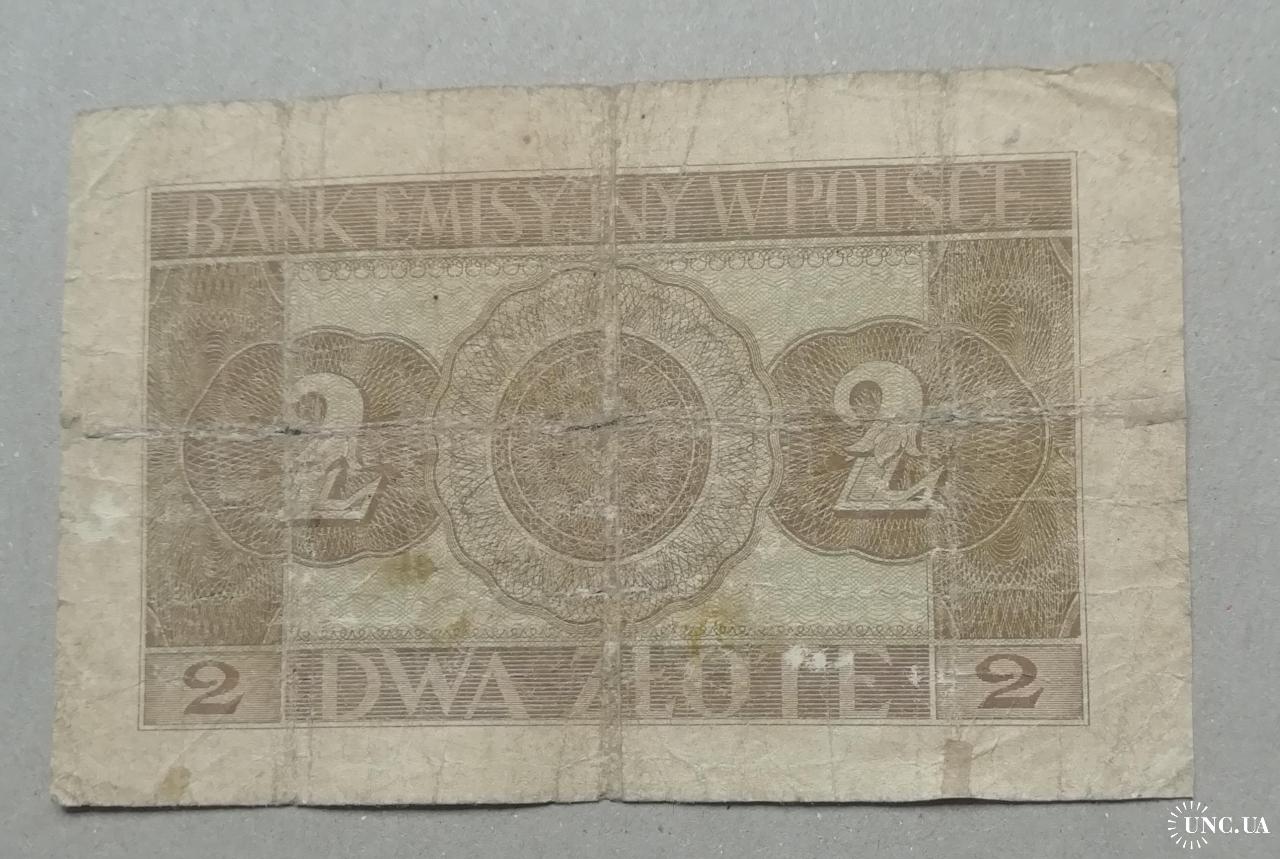 BANK EMISYJNY W POLSCE
2 2
2 DWA ZŁOTE 2
UNC.UA